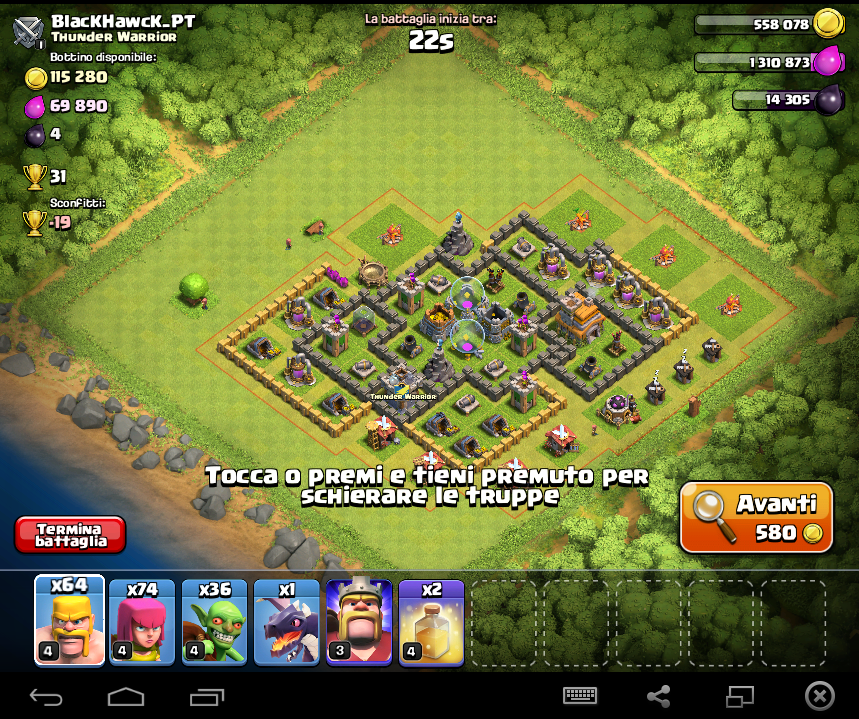 BlacKHawcK_PT
Thunder Warrior
Bottino disponibile:
115 280
69 890
4
31
Sconfitti:
-19
La battaglia inizia tra:
22s
558 078
1 310 873
14 305
Thunder Warrior
Tocca o premi e tieni premuto per
schierare le truppe
Termina
battaglia
Avanti
580
x64
x74
x36
x1
x2
4
4
4
3
4